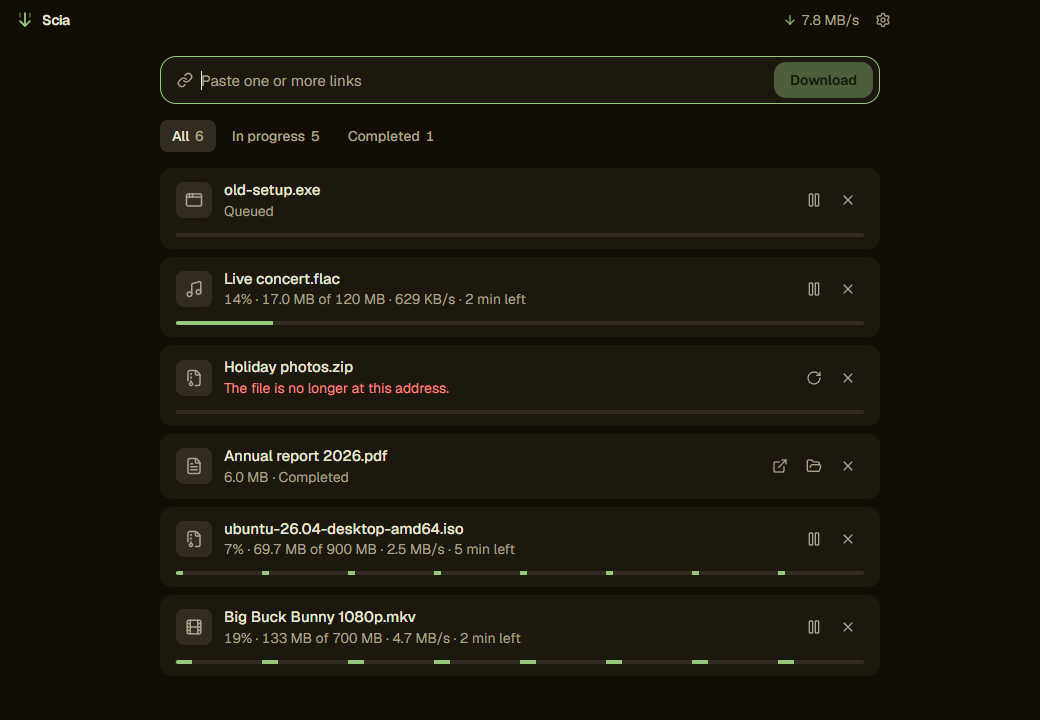 Scia
7.8 MB/s
Paste one or more links
Download
All 6
In progress 5
Completed 1
old-setup.exe
Queued
Live concert.flac
14% · 17.0 MB of 120 MB · 629 KB/s · 2 min left
Holiday photos.zip
The file is no longer at this address.
Annual report 2026.pdf
6.0 MB · Completed
ubuntu-26.04-desktop-amd64.iso
7% · 69.7 MB of 900 MB · 2.5 MB/s · 5 min left
Big Buck Bunny 1080p.mkv
19% · 133 MB of 700 MB · 4.7 MB/s · 2 min left